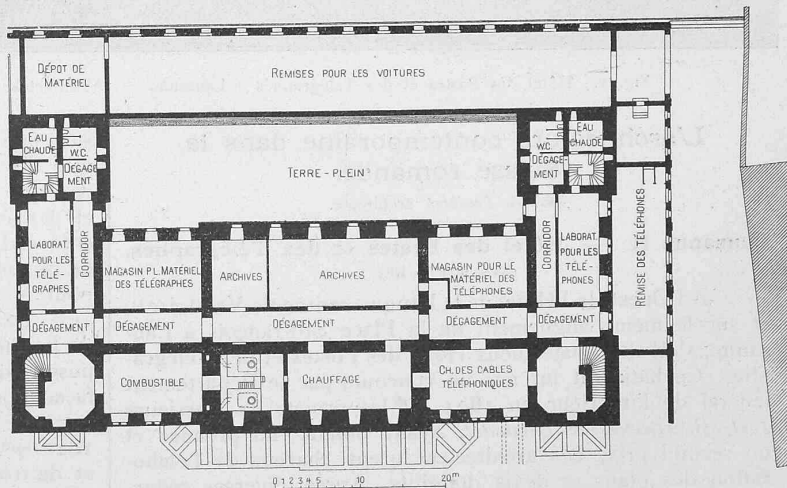 DÉPOT DE
MATÉRIEL
REMISES POUR LES VOITURES
EAU
CHAUDE
W.C.
DÉGAGE
MENT
TERRE-PLEIN
W.C.
EAU
CHAUDE
DÉGAGE-
MENT
LABORAT.
POUR LES
TÉLÉ-
GRAPHES
CORRIDOR
MAGASIN P L MATÉRIEL
DES TÉLÉGRAPHES
ARCHIVES
ARCHIVES
MAGASIN POUR LE
MATÉRIEL DES
TÉLÉPHONES
CORRIDOR
LABORAT.
POUR LES
TÉLÉ-
PHONES
REMISE DES TÉLÉPHONES
DÉGAGEMENT
DÉGAGEMENT
DÉGAGEMENT
DÉGAGEMENT
DÉGAGEMENT
COMBUSTIBLE
CHAUFFAGE
CH. DES CABLES
TÉLÉPHONIQUES
0 1 2 3 4 5 10 20m